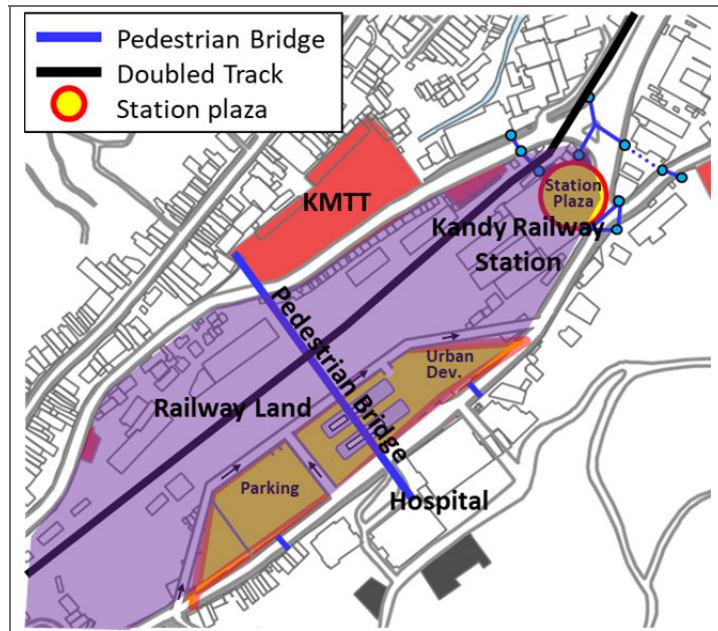 Pedestrian Bridge
Doubled Track
Station plaza
KMTT
Station
Plaza
Kandy Railway
Station
Pedestrian Bridge
Urban
Dev.
Railway Land
Parking
Hospital